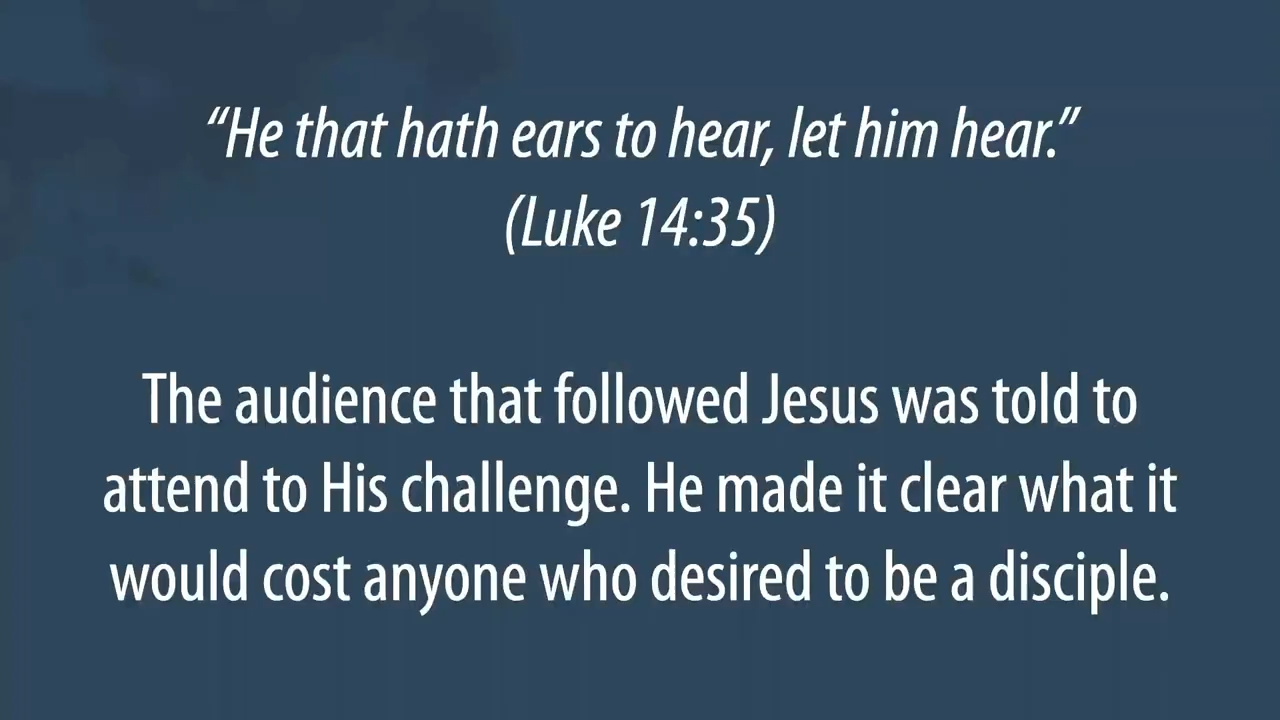 “He that hath ears to hear, let him hear.”
(Luke 14:35)
The audience that followed Jesus was told to
attend to His challenge. He made it clear what it
would cost anyone who desired to be a disciple.